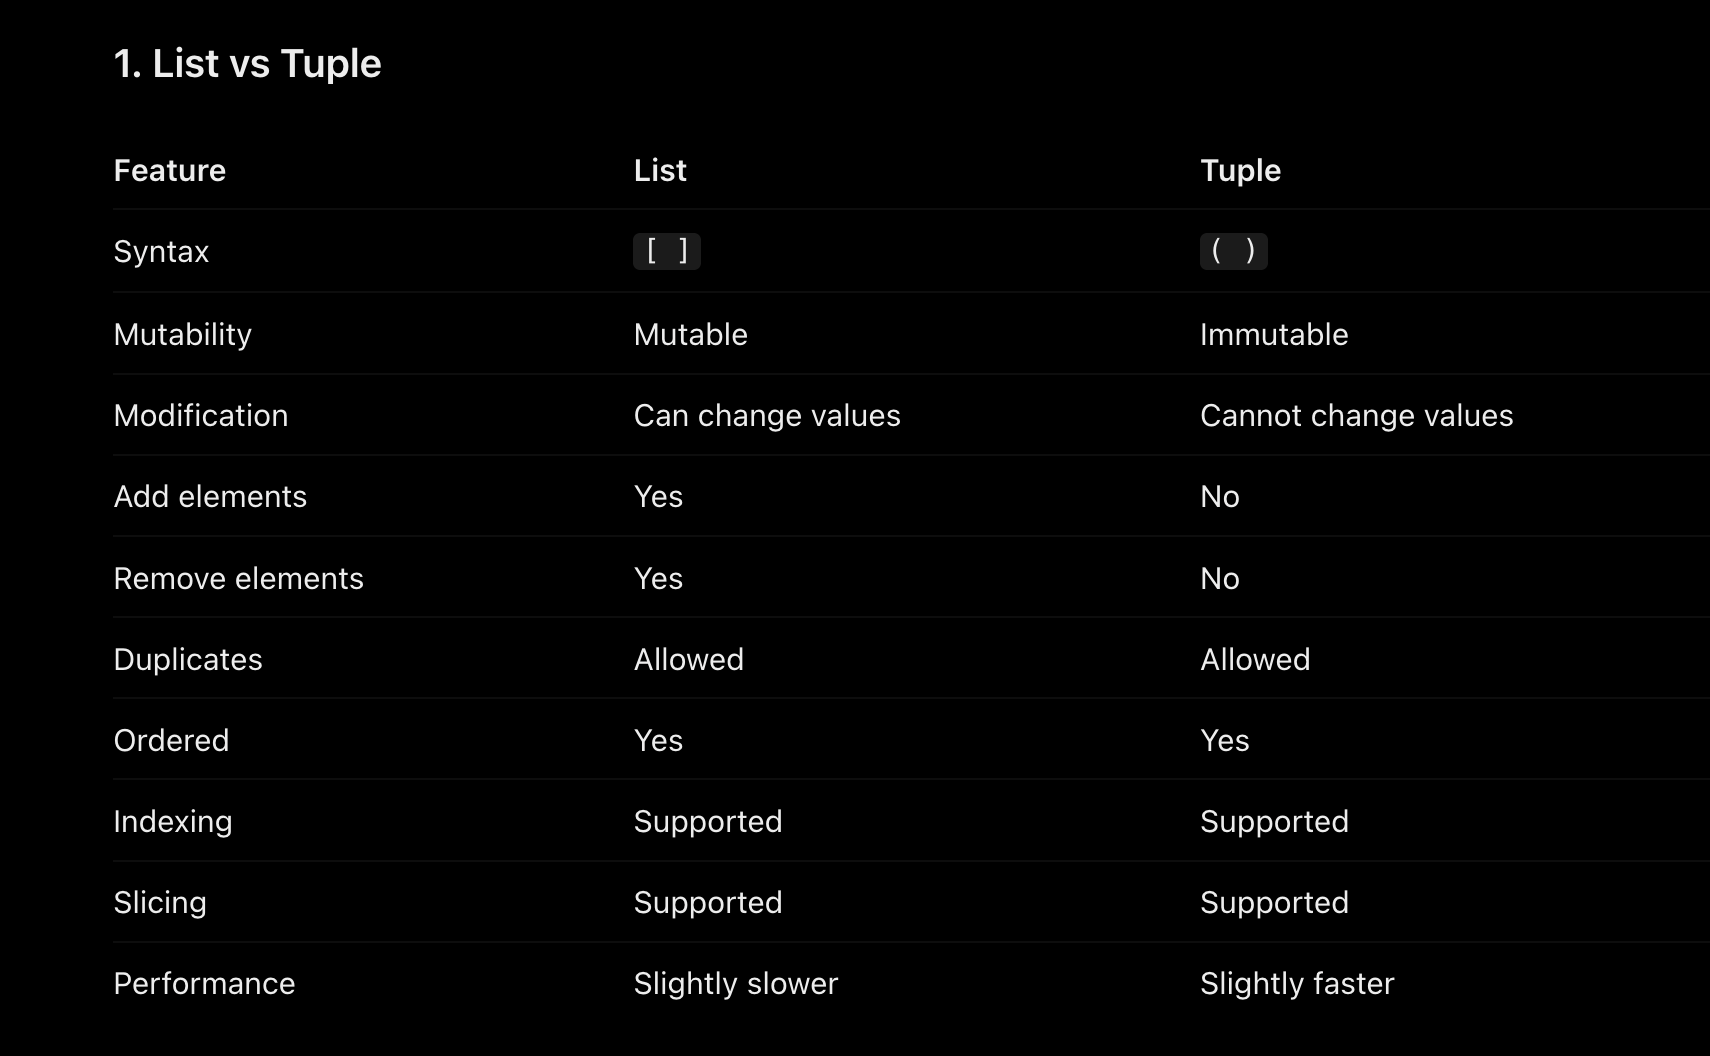 1. List vs Tuple
Feature List Tuple
Syntax [ ] ( )
Mutability Mutable Immutable
Modification Can change values Cannot change values
Add elements Yes No
Remove elements Yes No
Duplicates Allowed Allowed
Ordered Yes Yes
Indexing Supported Supported
Slicing Supported Supported
Performance Slightly slower Slightly faster